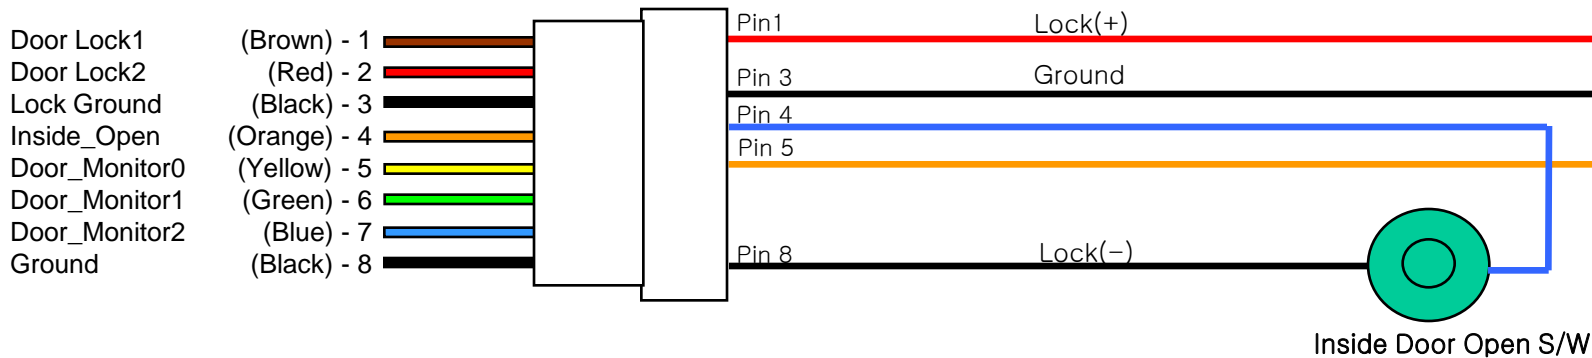 Door Lock1 (Brown) - 1
Door Lock2 (Red) - 2
Lock Ground (Black) - 3
Inside_Open (Orange) - 4
Door_Monitor0 (Yellow) - 5
Door_Monitor1 (Green) - 6
Door_Monitor2 (Blue) - 7
Ground (Black) - 8
Pin1 Lock(+)
Pin 3 Ground
Pin 4
Pin 5
Pin 8 Lock(-)
Inside Door Open S/W